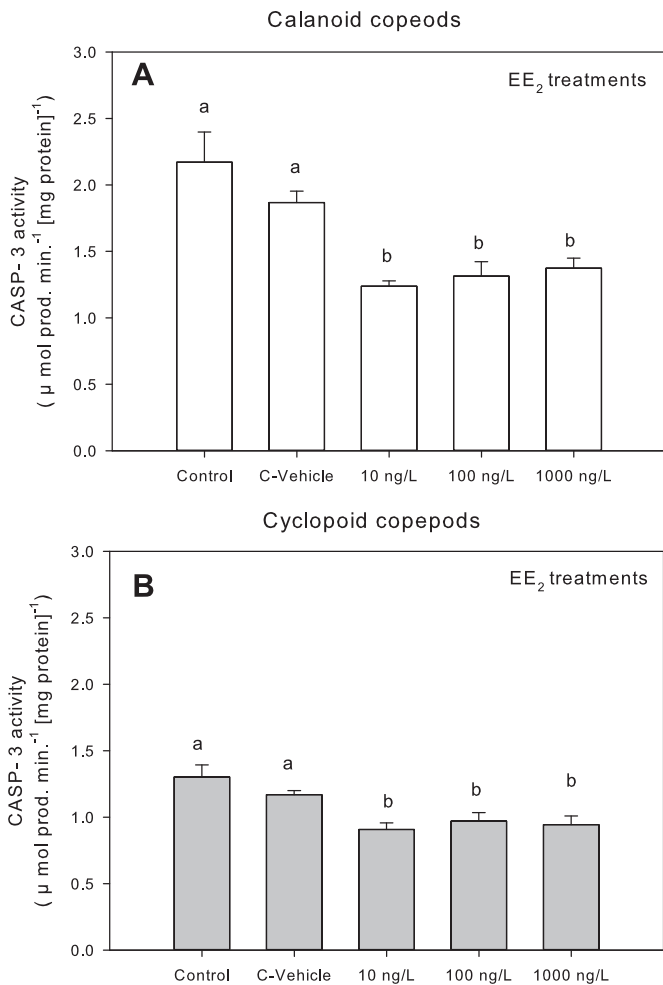 Calanoid copeods
A
EE₂ treatments
CASP- 3 activity
( µ mol prod. min.⁻¹ [mg protein]⁻¹)
3.0
2.5
2.0
1.5
1.0
0.5
0.0
a
a
b
b
b
Control C-Vehicle 10 ng/L 100 ng/L 1000 ng/L
Cyclopoid copepods
B
EE₂ treatments
CASP- 3 activity
( µ mol prod. min.⁻¹ [mg protein]⁻¹)
3.0
2.5
2.0
1.5
1.0
0.5
0.0
a
a
b
b
b
Control C-Vehicle 10 ng/L 100 ng/L 1000 ng/L